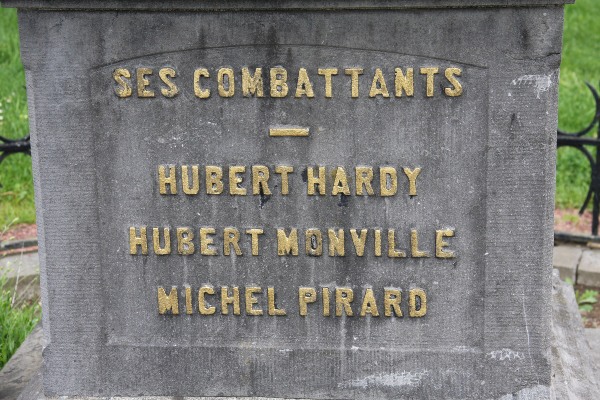 SES COMBATTANTS
HUBERT HARDY
HUBERT MONVILLE
MICHEL PIRARD